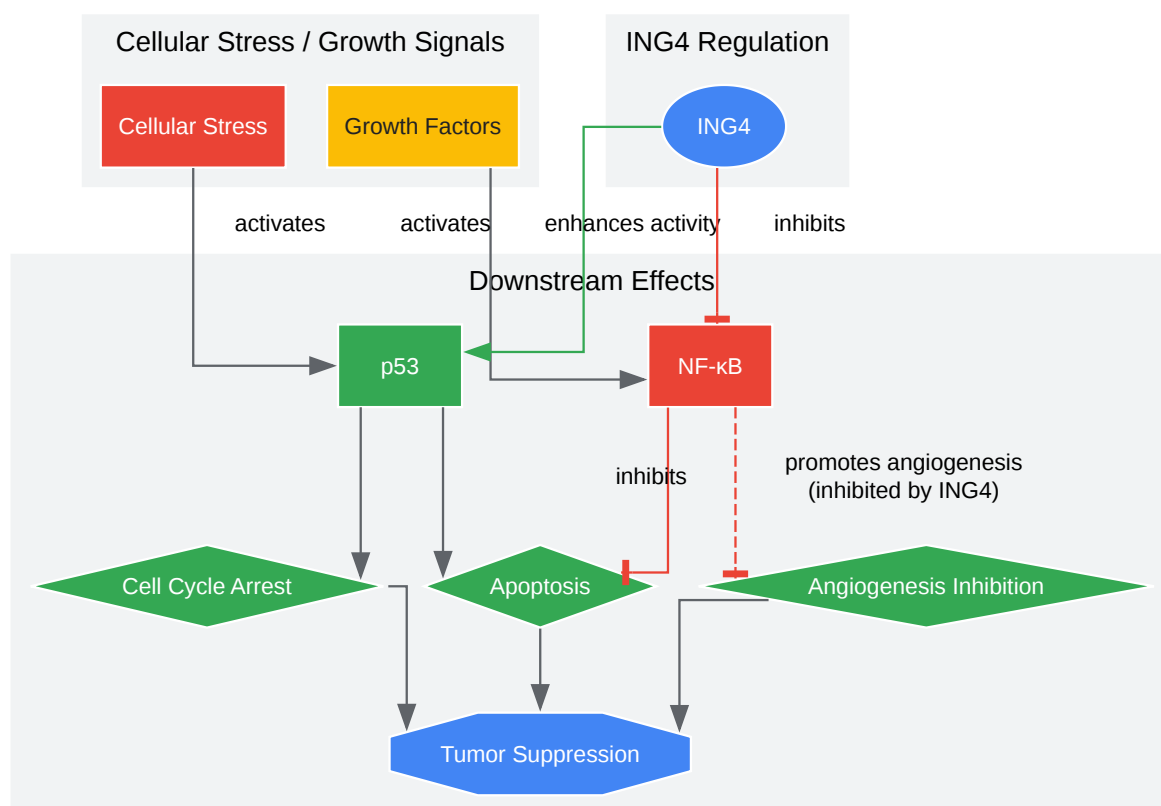 Cellular Stress / Growth Signals
ING4 Regulation
Cellular Stress
Growth Factors
ING4
activates
activates
enhances activity
inhibits
Downstream Effects
p53
NF-κB
inhibits
promotes angiogenesis
(inhibited by ING4)
Cell Cycle Arrest
Apoptosis
Angiogenesis Inhibition
Tumor Suppression